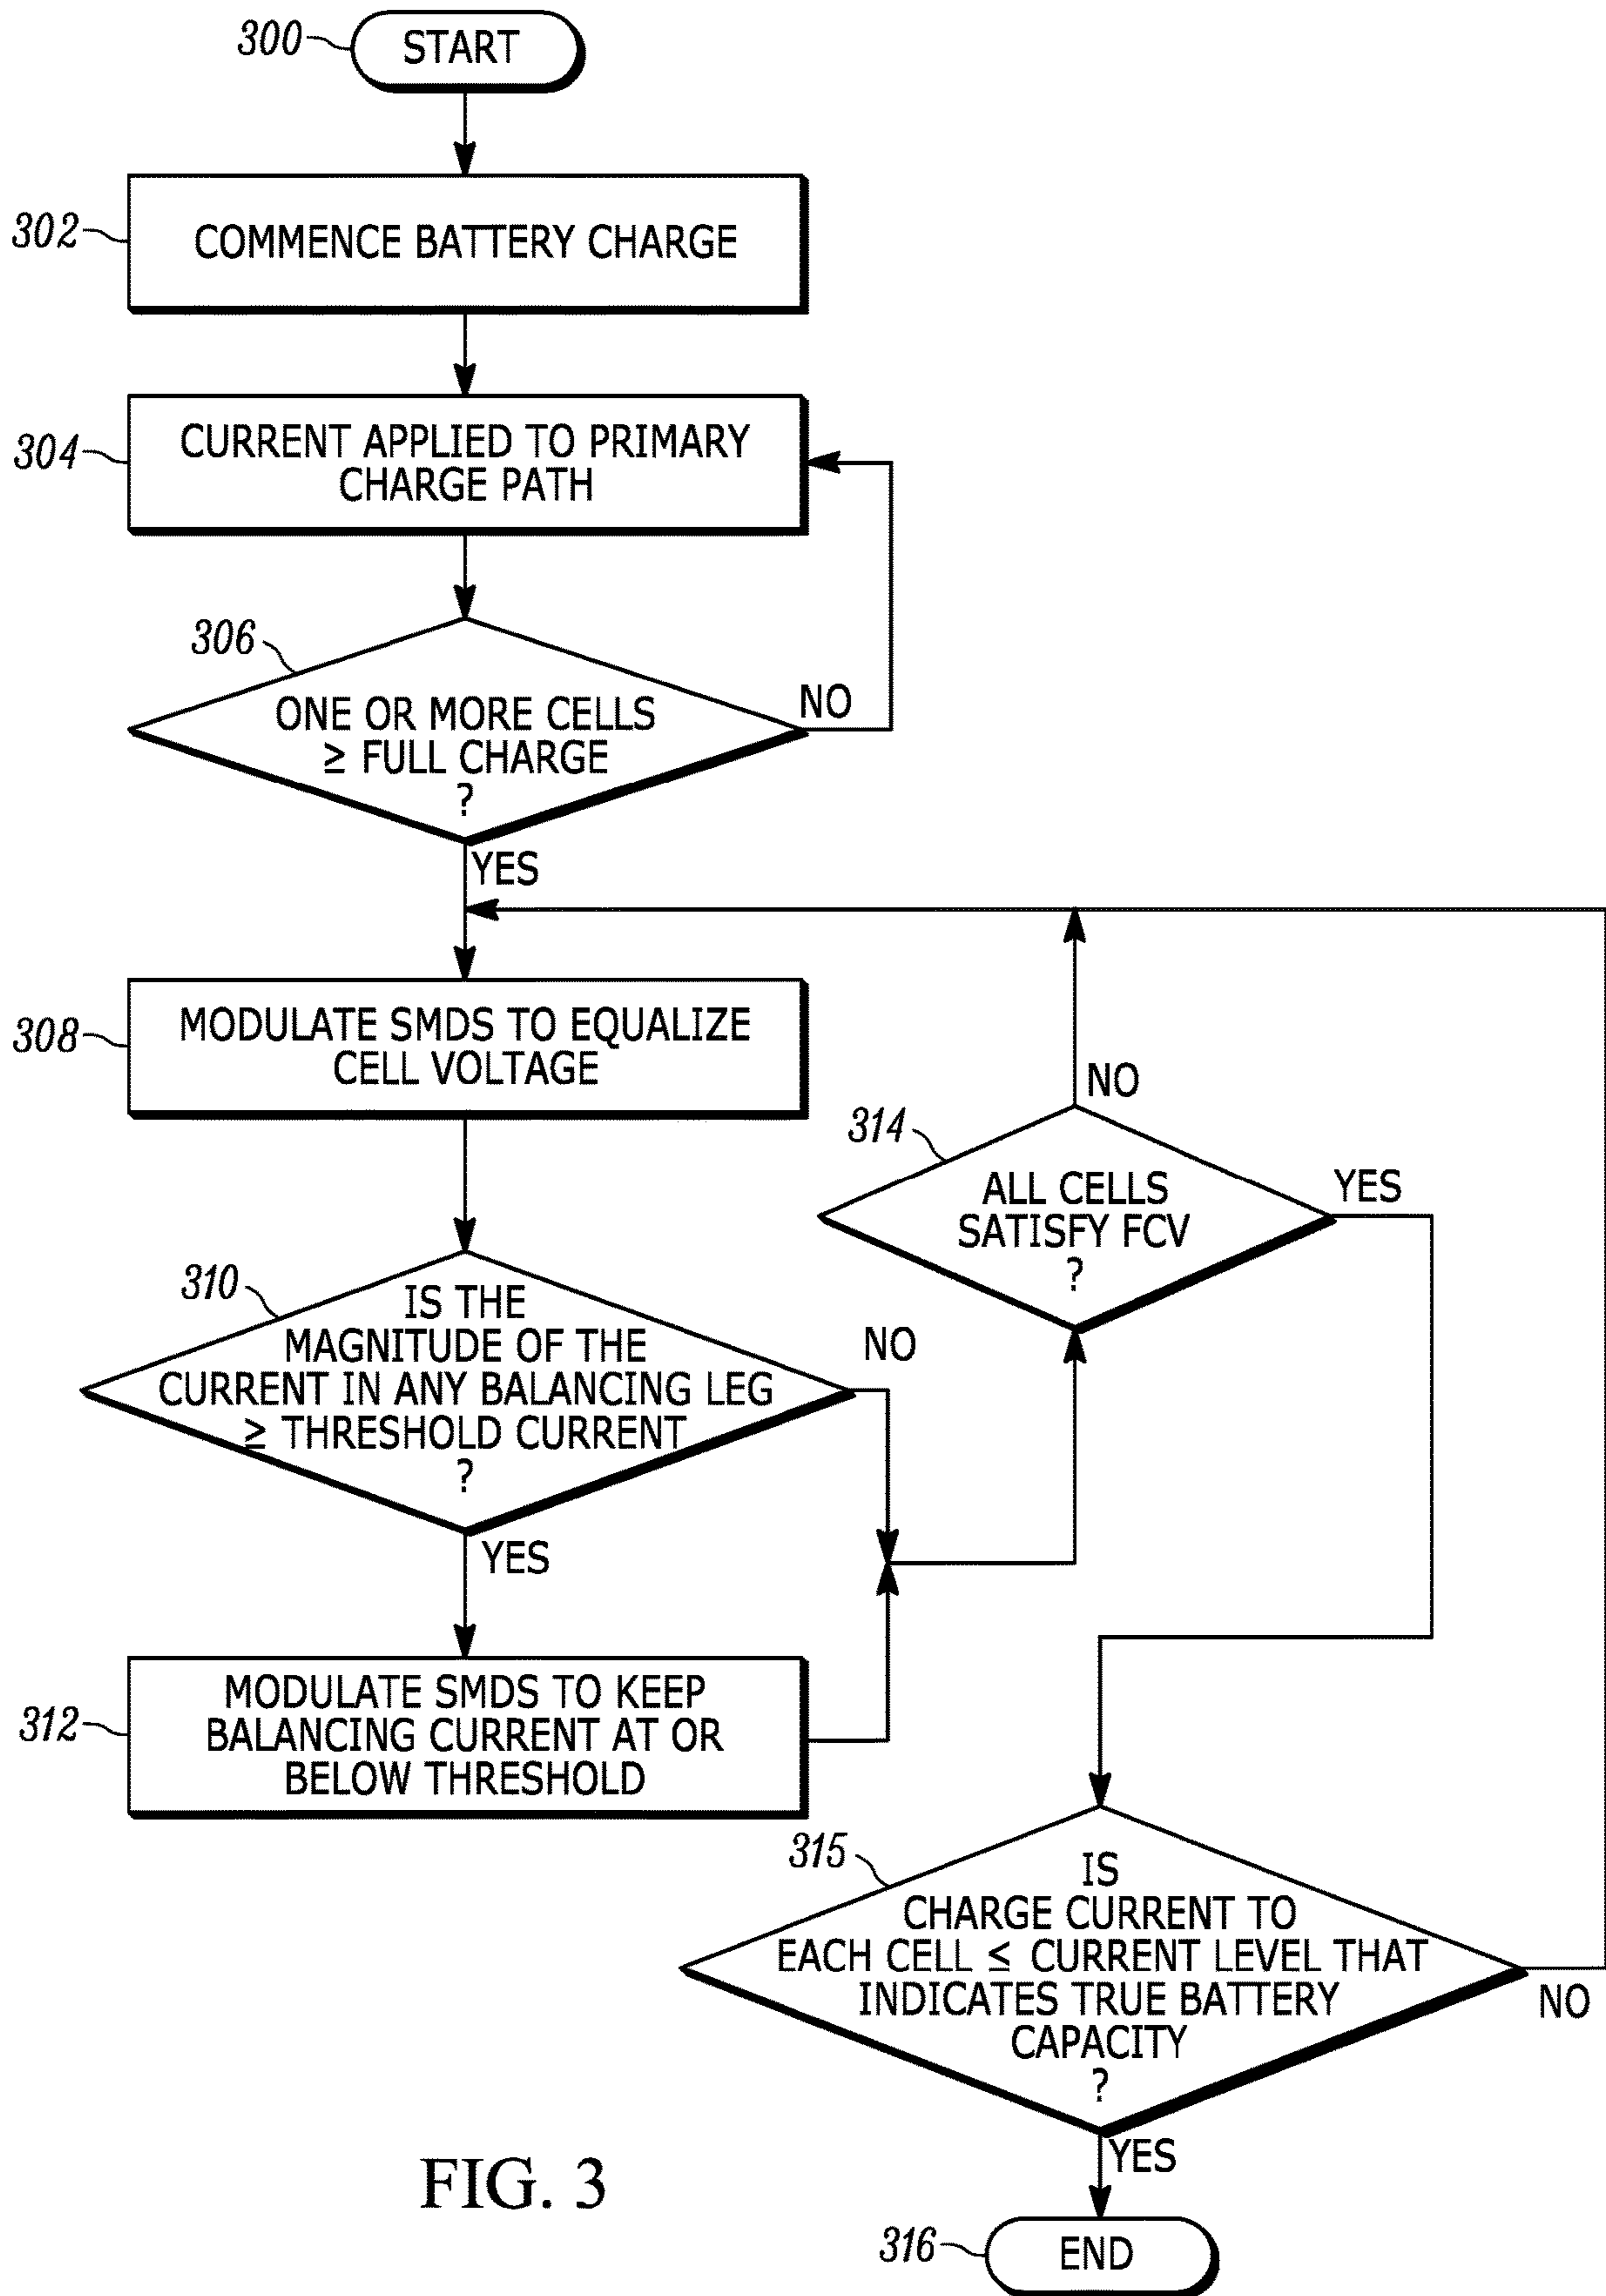 300
START
302
COMMENCE BATTERY CHARGE
304
CURRENT APPLIED TO PRIMARY
CHARGE PATH
306
ONE OR MORE CELLS
≥ FULL CHARGE
?
NO
YES
308
MODULATE SMDS TO EQUALIZE
CELL VOLTAGE
310
IS THE
MAGNITUDE OF THE
CURRENT IN ANY BALANCING LEG
≥ THRESHOLD CURRENT
?
NO
YES
312
MODULATE SMDS TO KEEP
BALANCING CURRENT AT OR
BELOW THRESHOLD
314
ALL CELLS
SATISFY FCV
?
NO
YES
315
IS
CHARGE CURRENT TO
EACH CELL ≤ CURRENT LEVEL THAT
INDICATES TRUE BATTERY
CAPACITY
?
NO
YES
316
END
FIG. 3